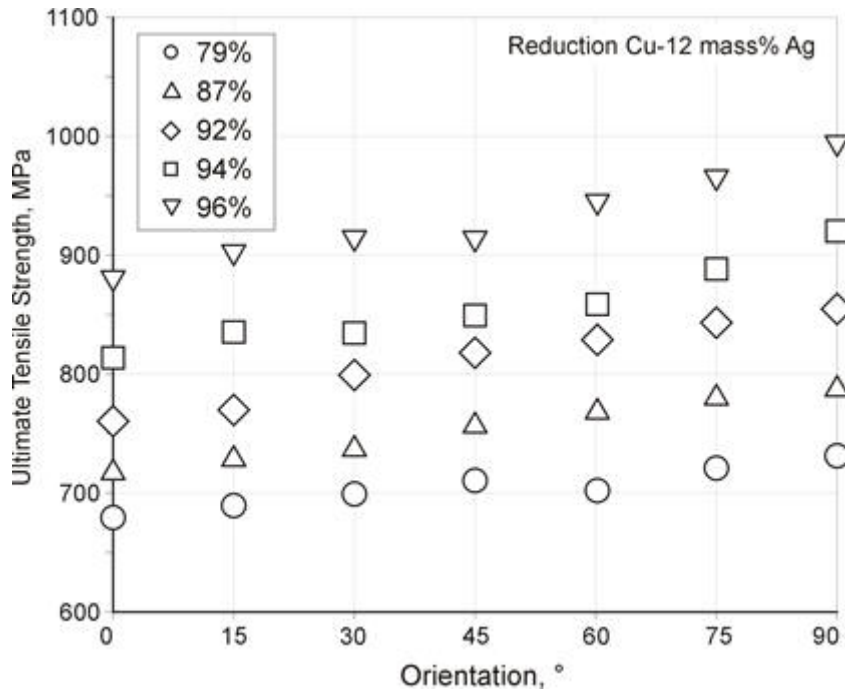 1100
1000
900
800
700
600
Ultimate Tensile Strength, MPa
79%
87%
92%
94%
96%
Reduction Cu-12 mass% Ag
0 15 30 45 60 75 90
Orientation, °